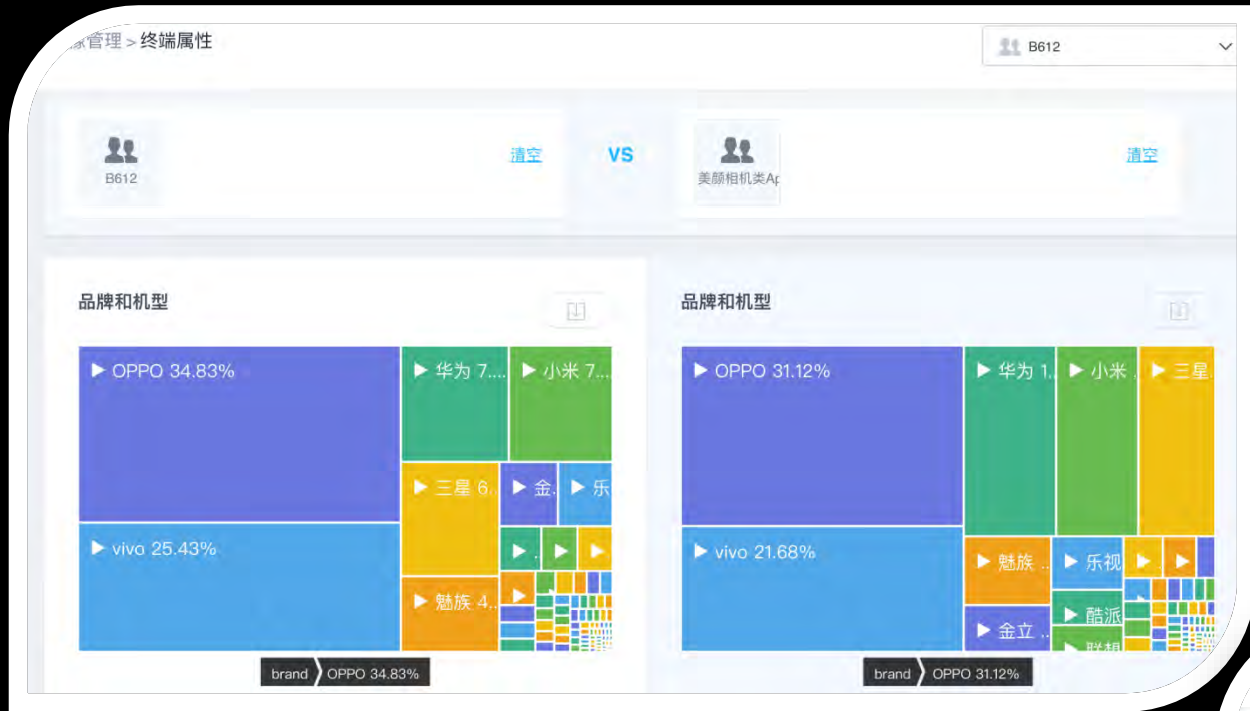 管理 > 终端属性
B612
B612
清空
VS
美颜相机类Ap
清空
品牌和机型
品牌和机型
OPPO 34.83%
华为 7....
小米 7....
三星 6.
金.
乐
vivo 25.43%
魅族 4..
brand OPPO 34.83%
OPPO 31.12%
华为 1.
小米 .
三星
vivo 21.68%
魅族 ..
乐视
金立 ..
酷派
联想
brand OPPO 31.12%